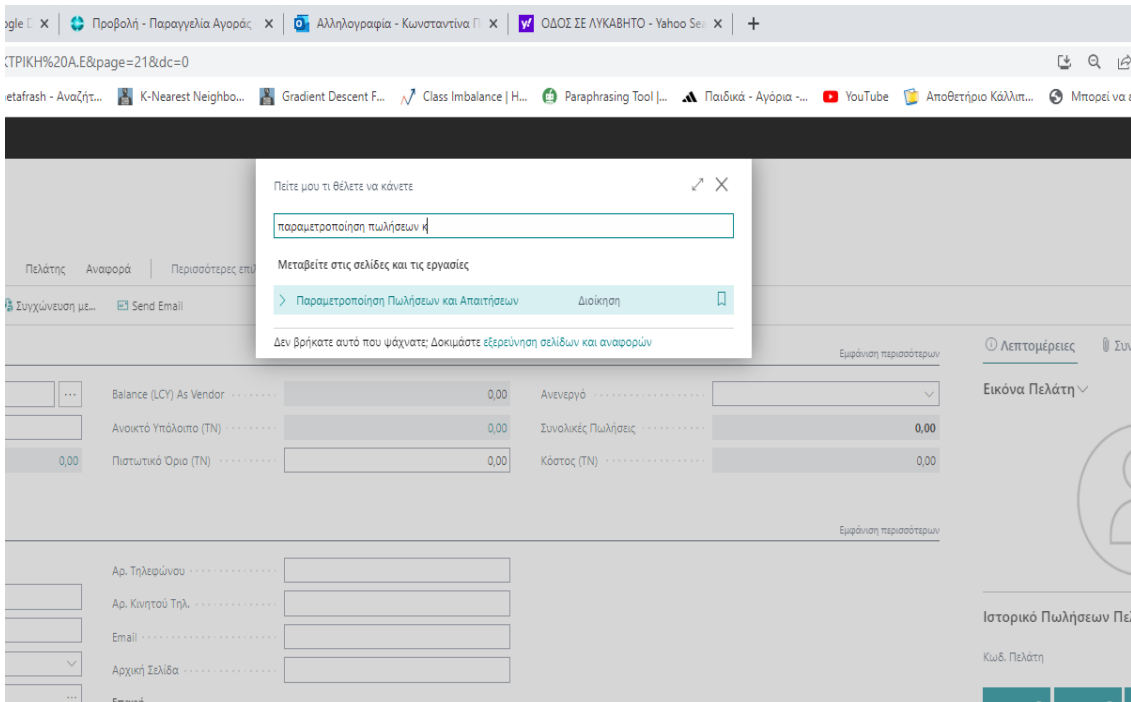 ogle D Προβολή - Παραγγελία Αγοράς Αλληλογραφία - Κωνσταντίνα Π ΟΔΟΣ ΣΕ ΛΥΚΑΒΗΤΟ - Yahoo Sea
ΚΤΡΙΚΗ%20Α.Ε&page=21&dc=0
etafrash - Αναζήτ... K-Nearest Neighbo... Gradient Descent F... Class Imbalance | H... Paraphrasing Tool |... Παιδικά - Αγόρια -... YouTube Αποθετήριο Κάλλιπ... Μπορεί να ε
Πείτε μου τι θέλετε να κάνετε
παραμετροποίηση πωλήσεων κ
Πελάτης Αναφορά Περισσότερες επιλ
Μεταβείτε στις σελίδες και τις εργασίες
Συγχώνευση με... Send Email
Παραμετροποίηση Πωλήσεων και Απαιτήσεων Διοίκηση
Δεν βρήκατε αυτό που ψάχνατε; Δοκιμάστε εξερεύνηση σελίδων και αναφορών
Εμφάνιση περισσότερων
Λεπτομέρειες Συν
Balance (LCY) As Vendor 0,00 Ανενεργό
Εικόνα Πελάτη
Ανοικτό Υπόλοιπο (ΤΝ) 0,00 Συνολικές Πωλήσεις 0,00
0,00 Πιστωτικό Όριο (ΤΝ) 0,00 Κόστος (ΤΝ) 0,00
Εμφάνιση περισσότερων
Αρ. Τηλεφώνου
Αρ. Κινητού Τηλ.
Ιστορικό Πωλήσεων Πελ
Email
Κωδ. Πελάτη
Αρχική Σελίδα